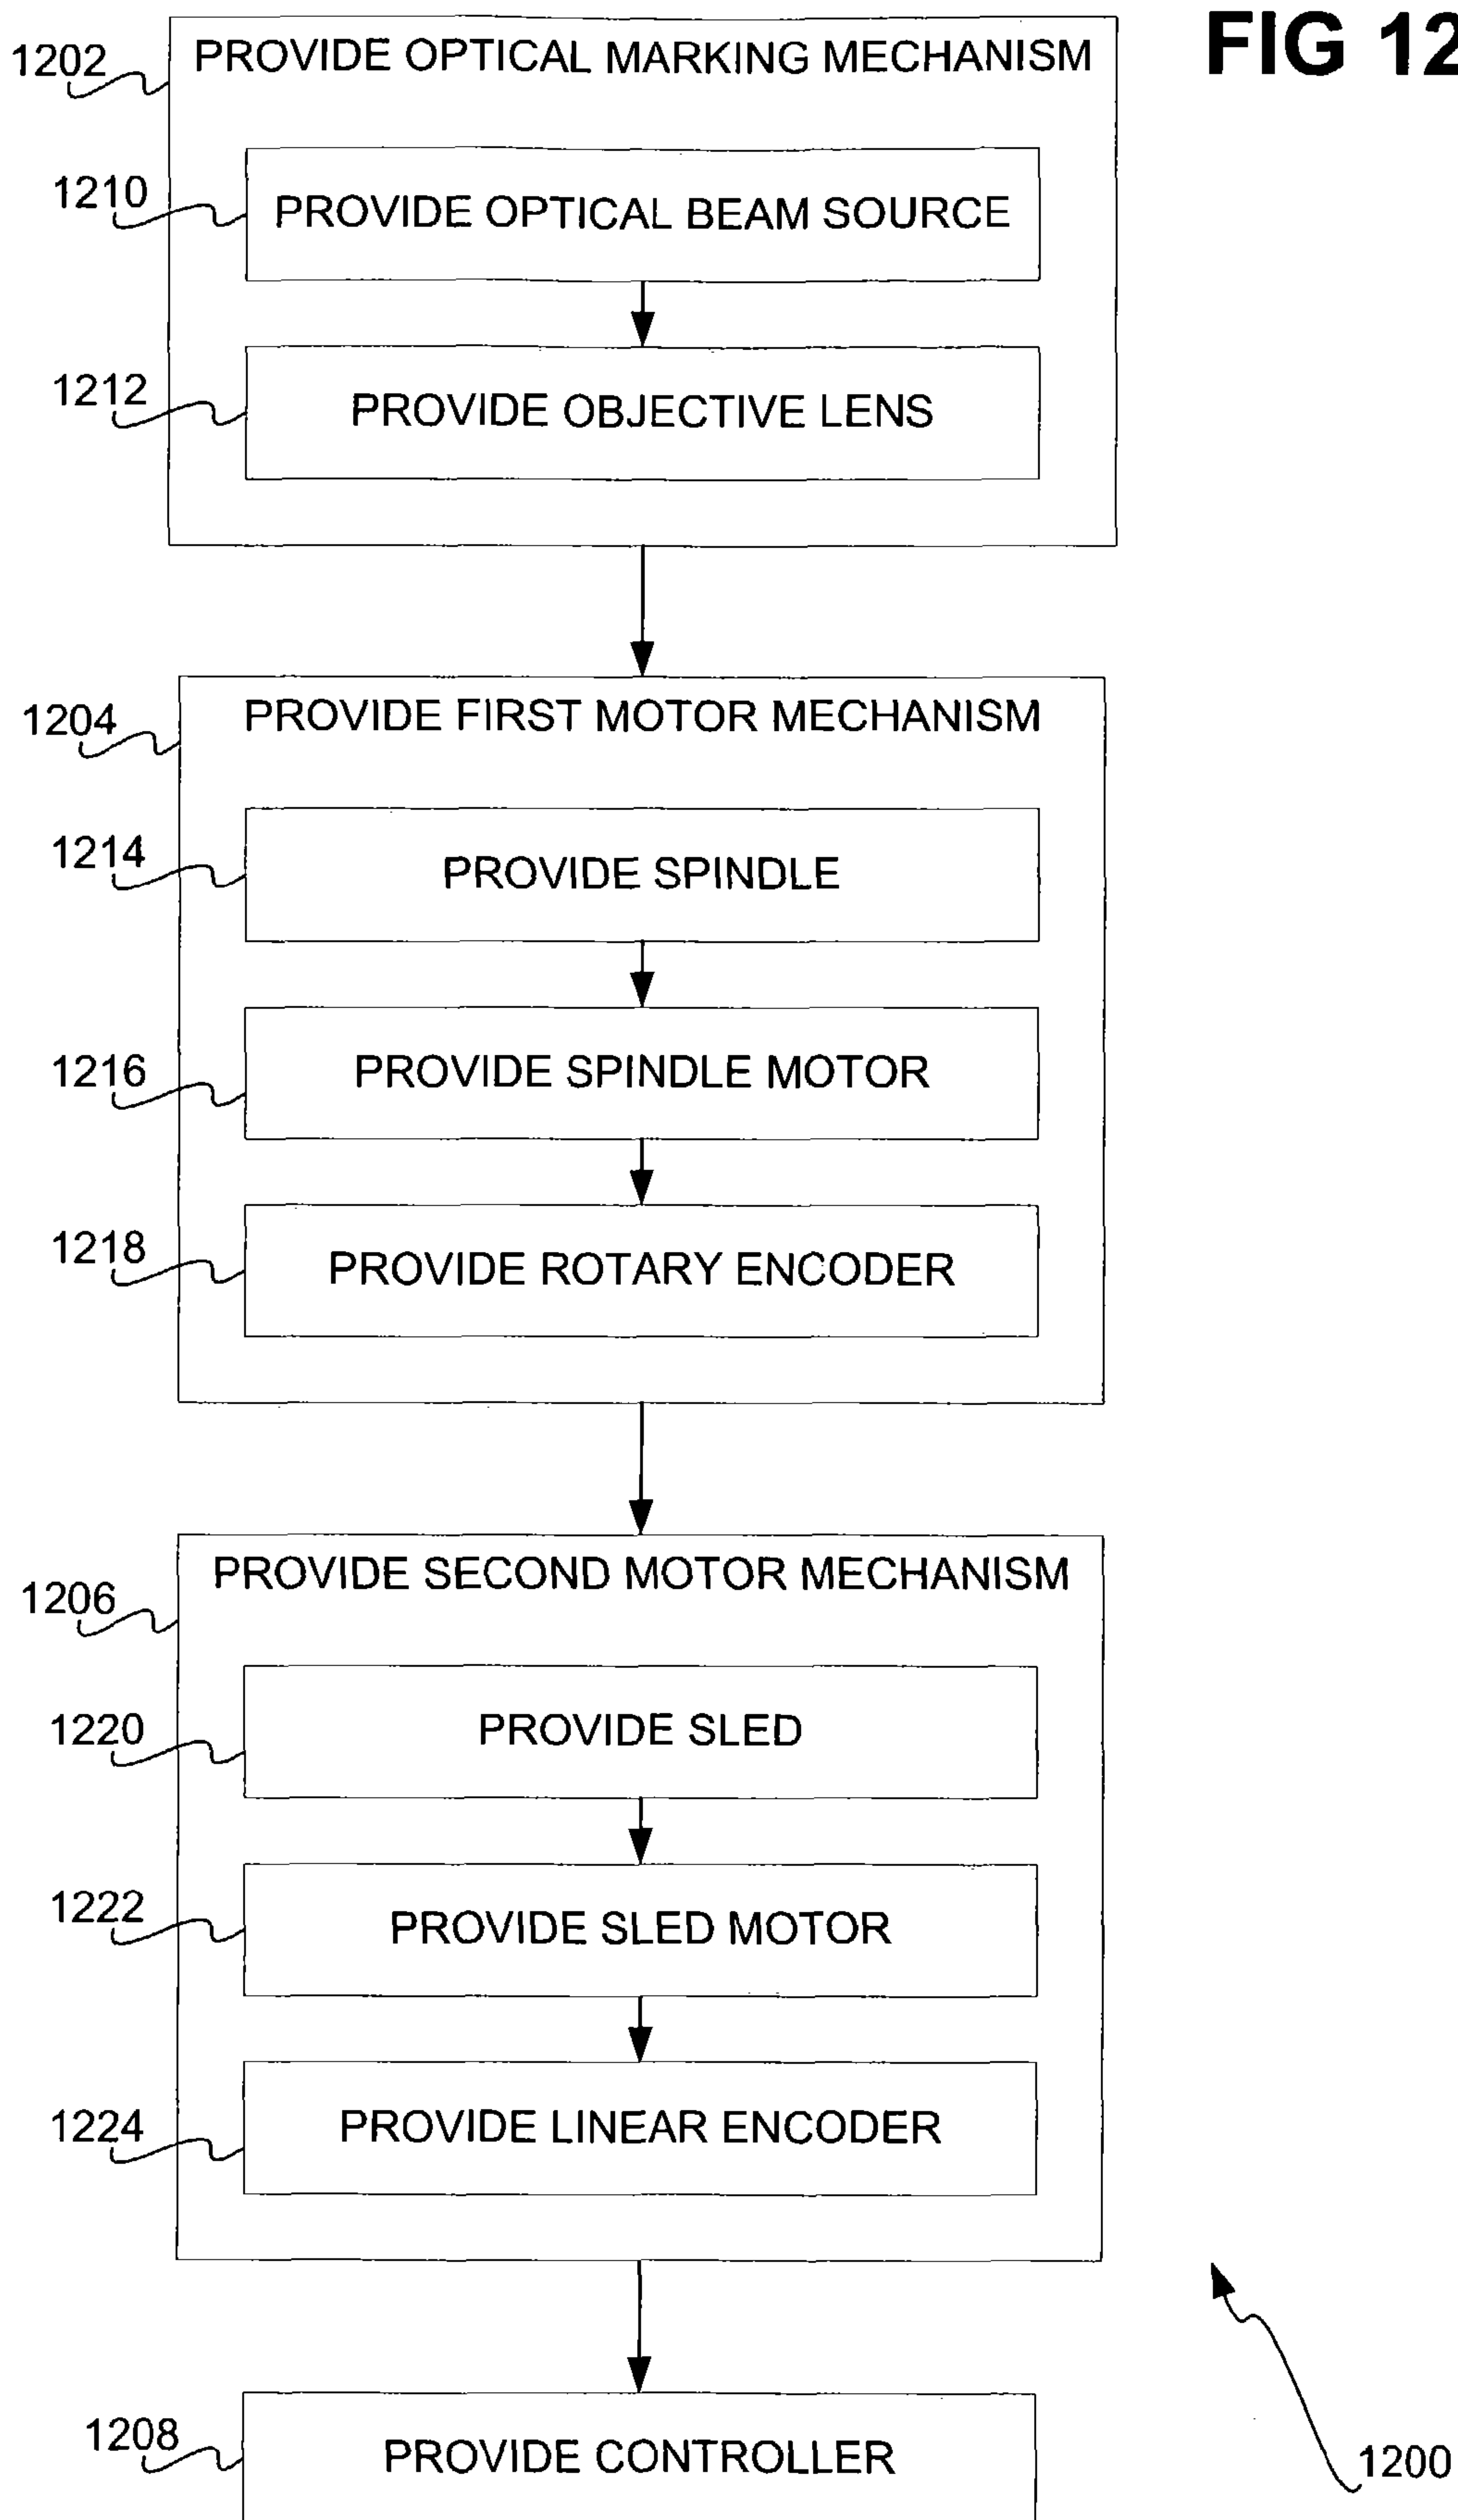 FIG 12
1202
PROVIDE OPTICAL MARKING MECHANISM
1210
PROVIDE OPTICAL BEAM SOURCE
1212
PROVIDE OBJECTIVE LENS
1204
PROVIDE FIRST MOTOR MECHANISM
1214
PROVIDE SPINDLE
1216
PROVIDE SPINDLE MOTOR
1218
PROVIDE ROTARY ENCODER
1206
PROVIDE SECOND MOTOR MECHANISM
1220
PROVIDE SLED
1222
PROVIDE SLED MOTOR
1224
PROVIDE LINEAR ENCODER
1208
PROVIDE CONTROLLER
1200